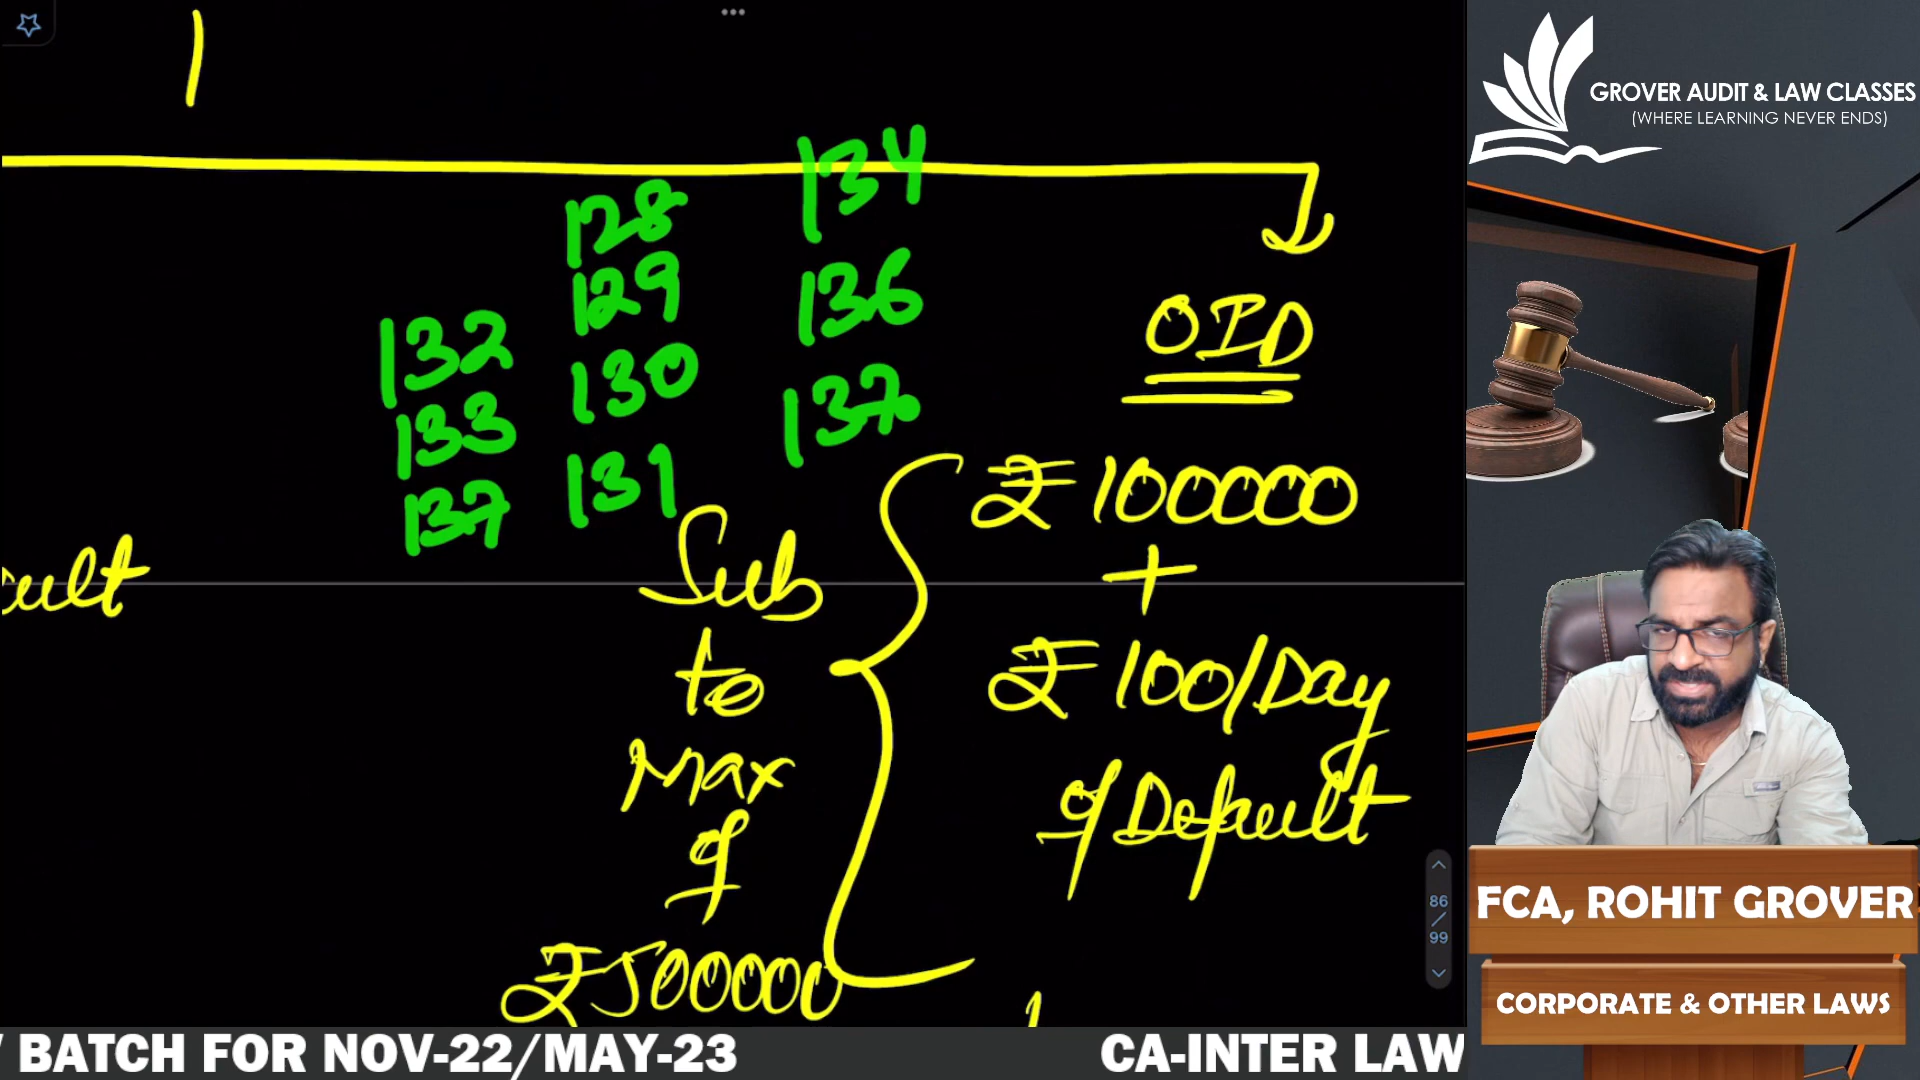 GROVER AUDIT & LAW CLASSES
(WHERE LEARNING NEVER ENDS)
128
129
130
131
132
133
137
134
136
137
OID
₹ 100000
+
₹ 100/Day
of Default
Sub
to
Max
of
₹500000
ult
86
99
FCA, ROHIT GROVER
CORPORATE & OTHER LAWS
BATCH FOR NOV-22/MAY-23
CA-INTER LAW